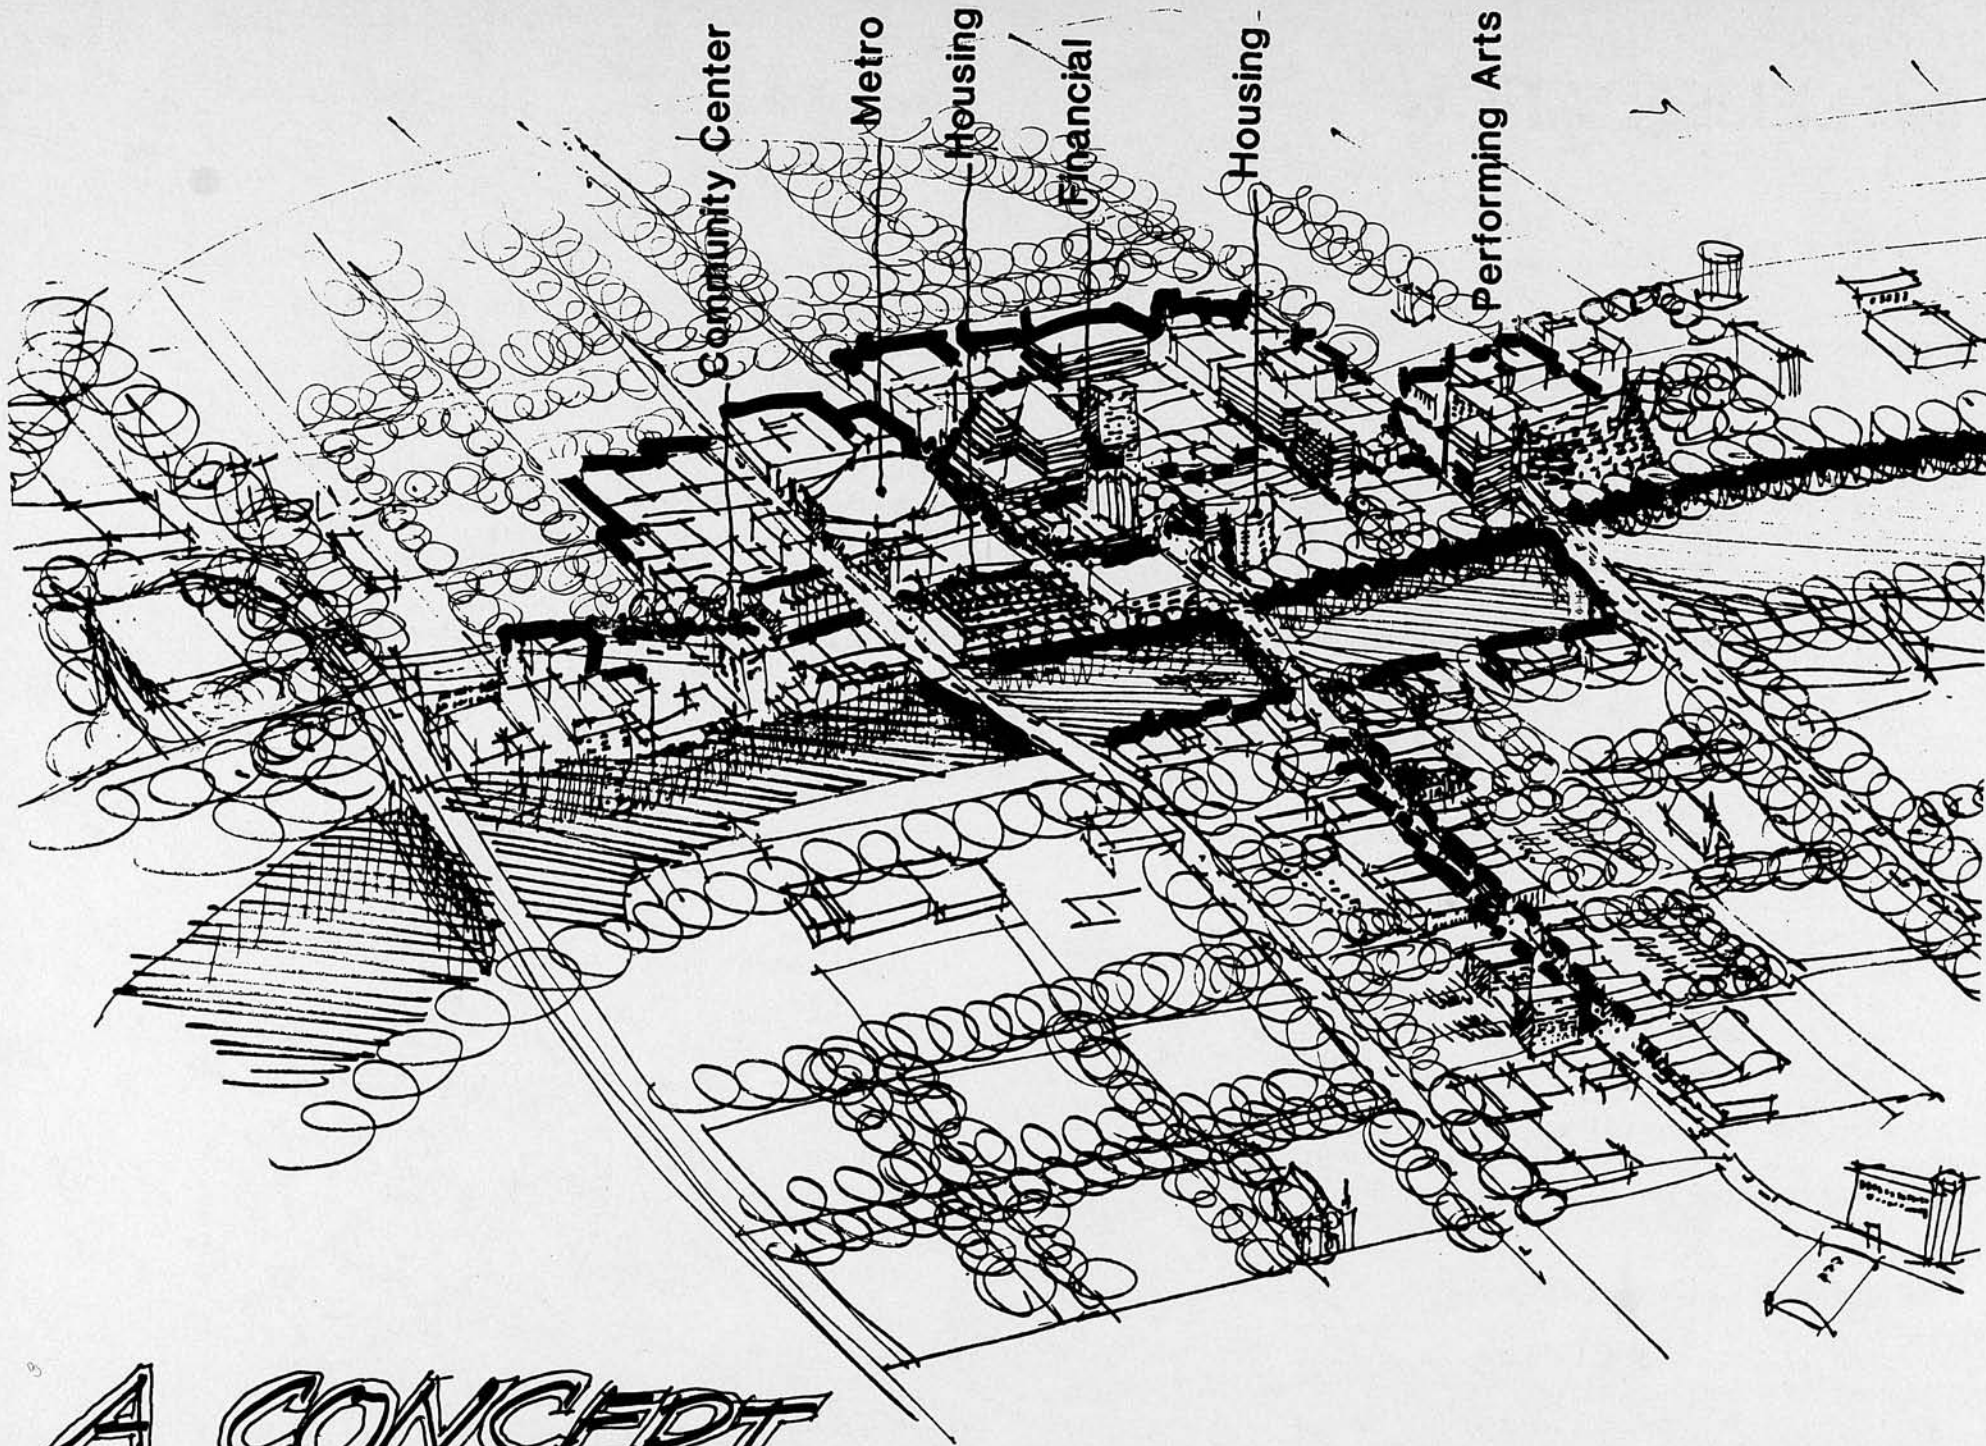 Community Center
Metro
Housing
Financial
Housing
Performing Arts
A CONCEPT